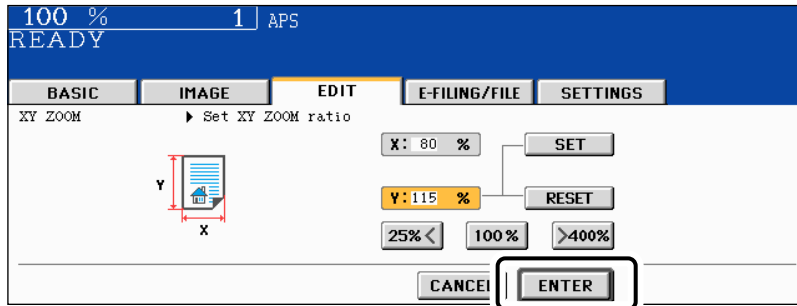 100 % 1 APS
READY
BASIC IMAGE EDIT E-FILING/FILE SETTINGS
XY ZOOM ▶ Set XY ZOOM ratio
X: 80 % SET
Y
Y:115 % RESET
X
25%< 100% >400%
CANCEL ENTER